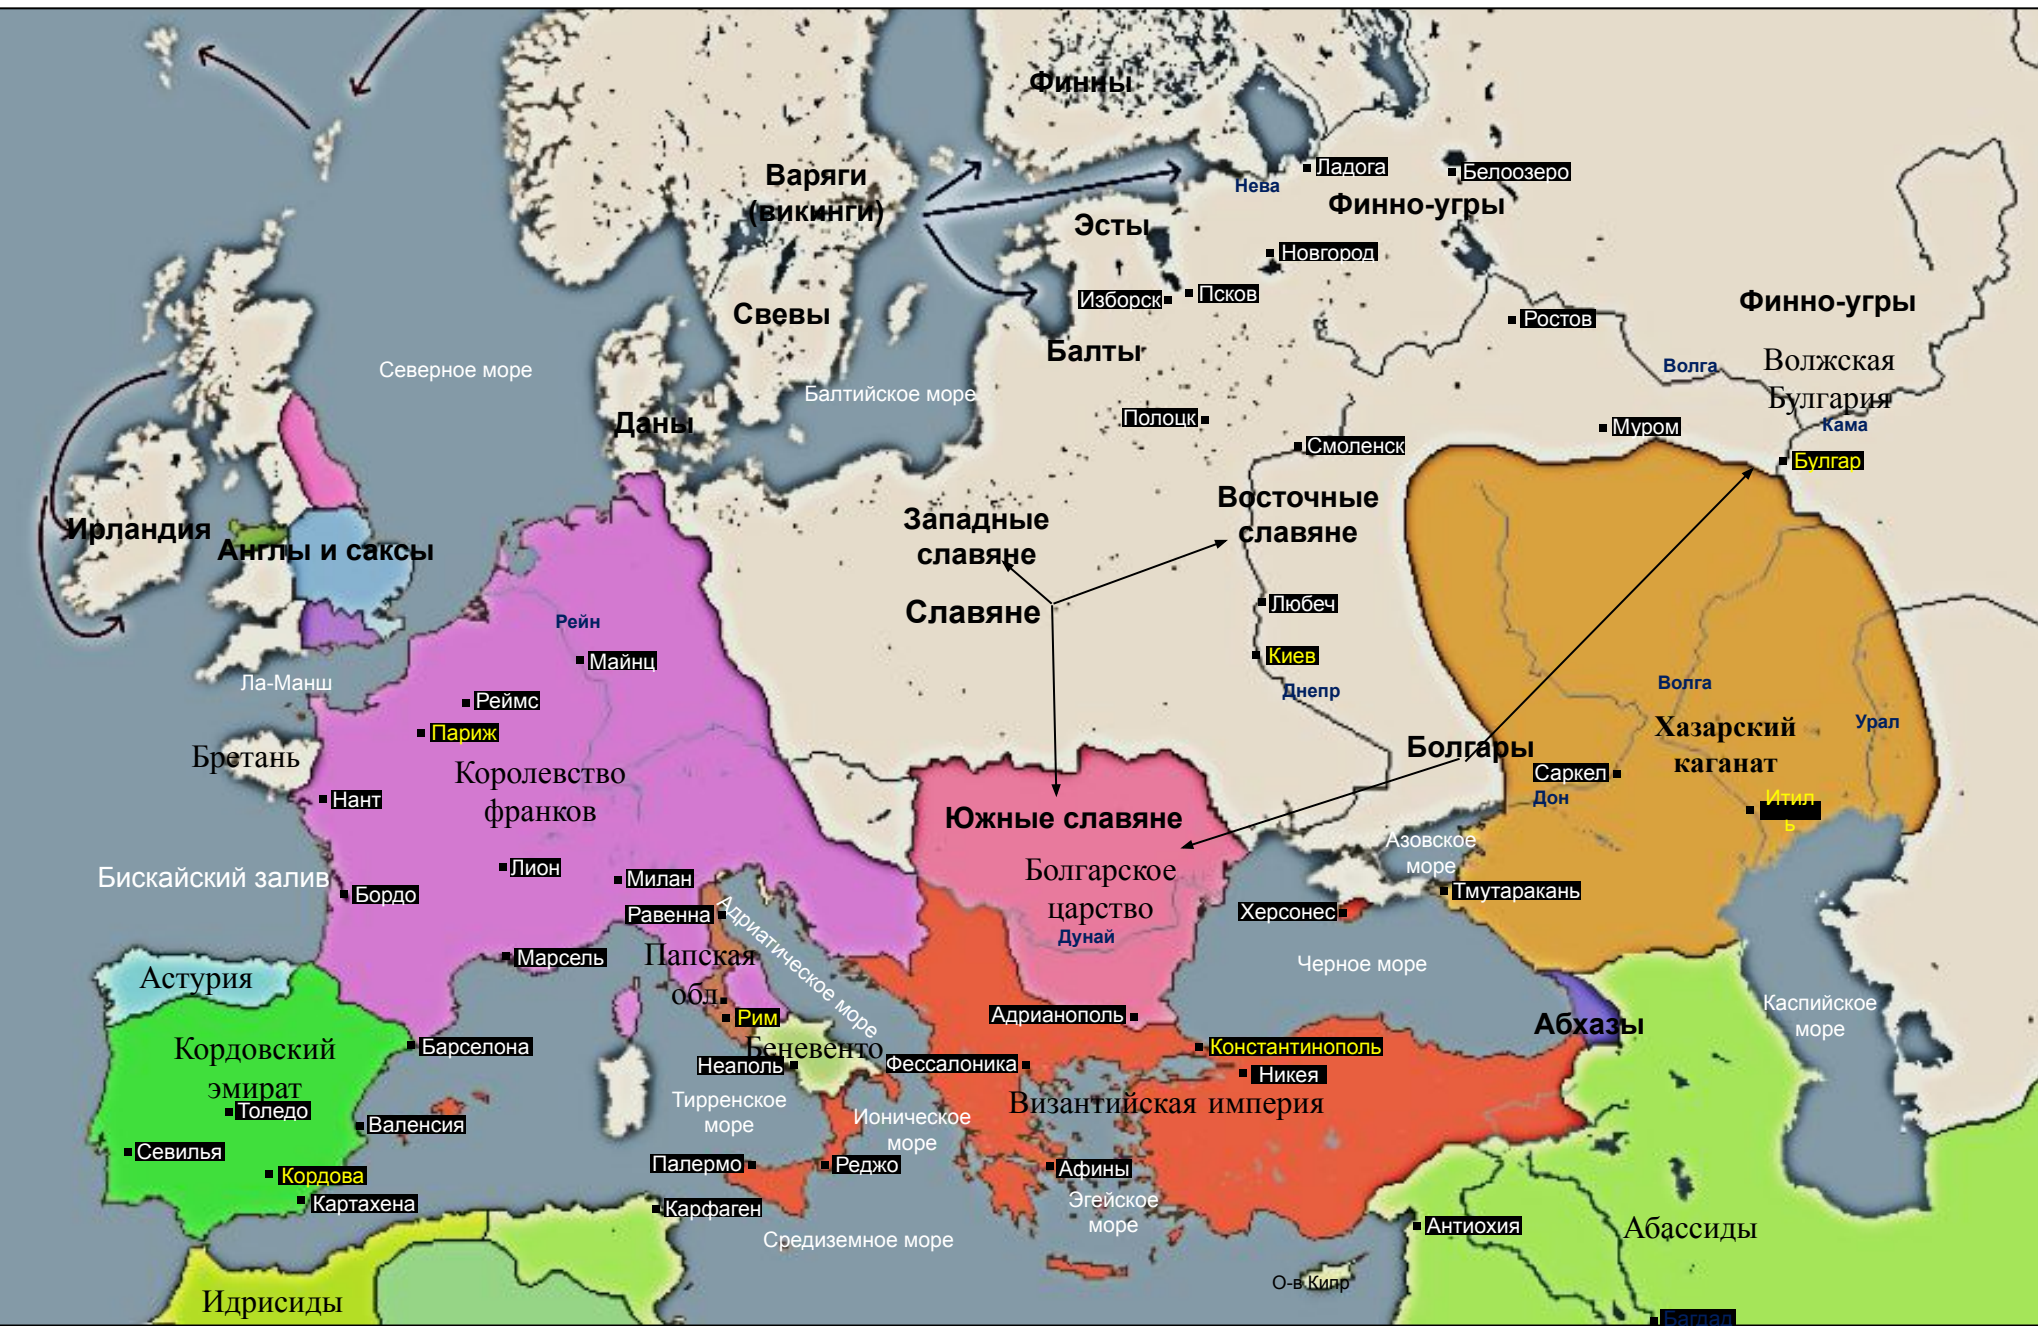 Финны
Варяги
(викинги)
Ладога
Белоозеро
Нева
Финно-угры
Эсты
Новгород
Изборск
Псков
Свевы
Финно-угры
Ростов
Балты
Волга
Волжская
Булгария
Северное море
Балтийское море
Даны
Полоцк
Муром
Кама
Смоленск
Булгар
Западные
славяне
Восточные
славяне
Ирландия
Англы и саксы
Славяне
Любеч
Рейн
Киев
Майнц
Ла-Манш
Днепр
Волга
Реймс
Париж
Хазарский
каганат
Урал
Бретань
Королевство
франков
Болгары
Саркел
Дон
Нант
Итил
ь
Южные славяне
Азовское
море
Бискайский залив
Лион
Милан
Бордо
Болгарское
царство
Тмутаракань
Равенна
Херсонес
Дунай
Адриатическое море
Марсель
Папская
обл.
Черное море
Астурия
Рим
Адрианополь
Каспийское
море
Абхазы
Кордовский
эмират
Барселона
Беневенто
Константинополь
Неаполь
Фессалоника
Никея
Толедо
Валенсия
Тирренское
море
Ионическое
море
Византийская империя
Севилья
Кордова
Палермо
Реджо
Афины
Картахена
Карфаген
Эгейское
море
Средиземное море
Антиохия
Абассиды
О-в Кипр
Идрисиды
Багдад